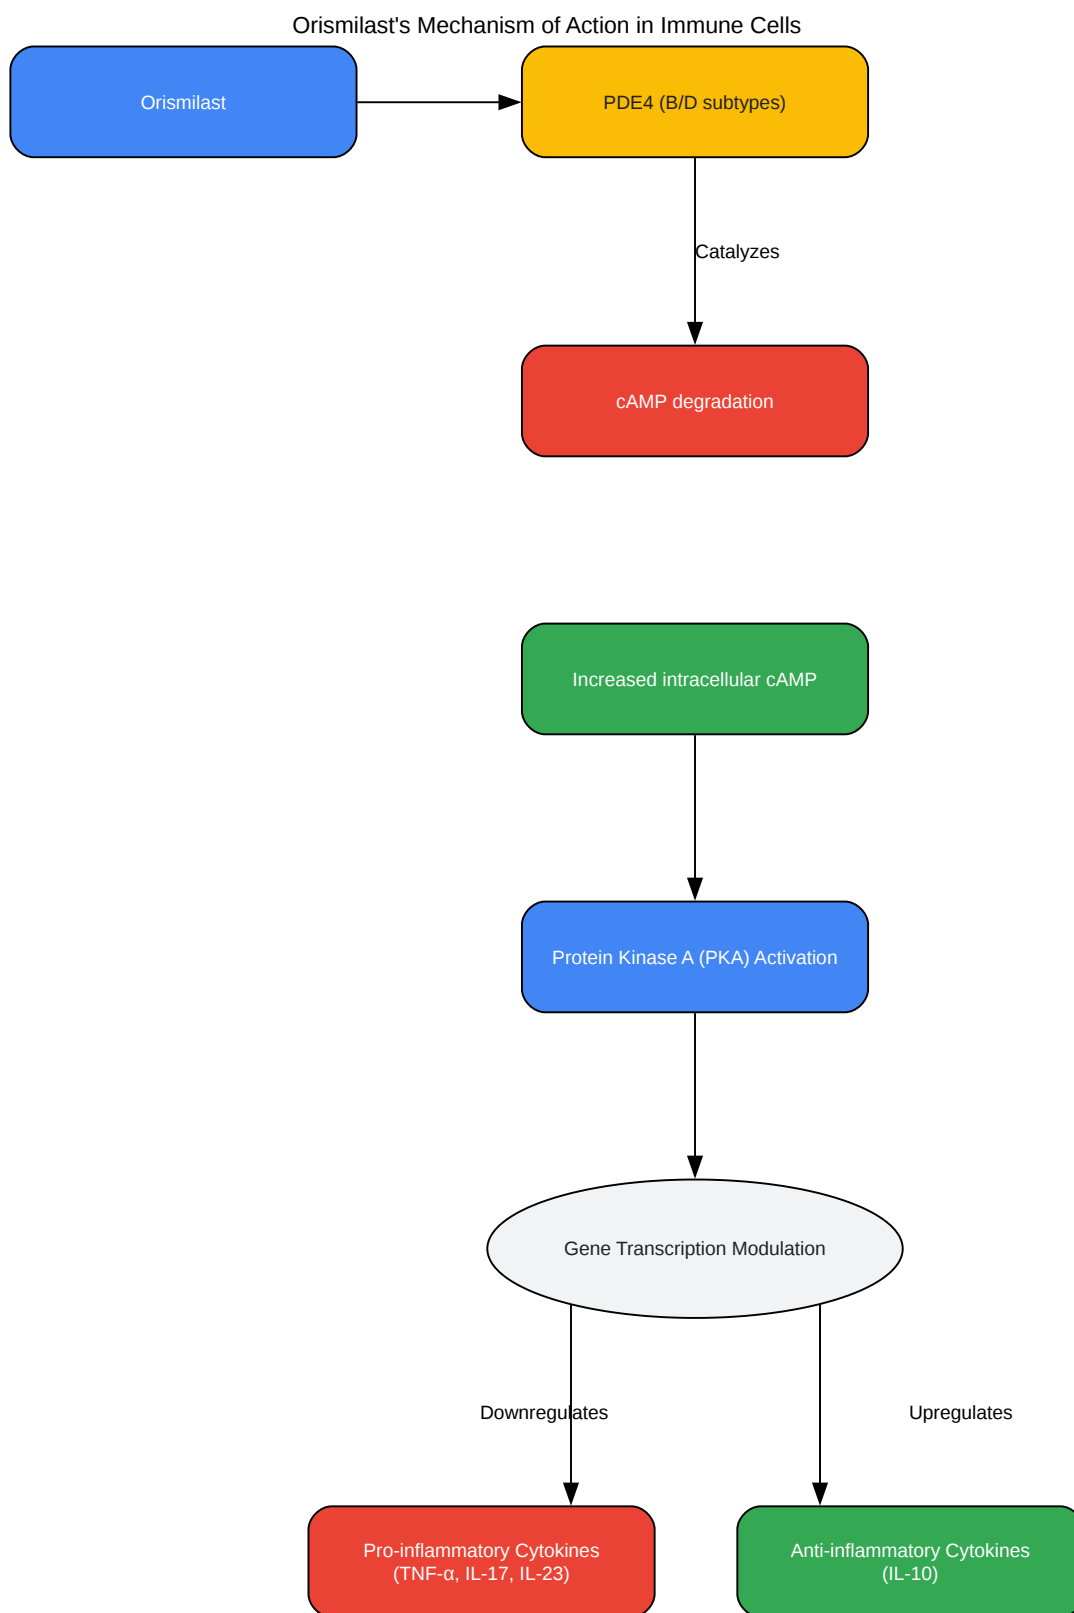 Orismilast's Mechanism of Action in Immune Cells
Orismilast
PDE4 (B/D subtypes)
Catalyzes
cAMP degradation
Increased intracellular cAMP
Protein Kinase A (PKA) Activation
Gene Transcription Modulation
Downregulates
Upregulates
Pro-inflammatory Cytokines
(TNF-α, IL-17, IL-23)
Anti-inflammatory Cytokines
(IL-10)